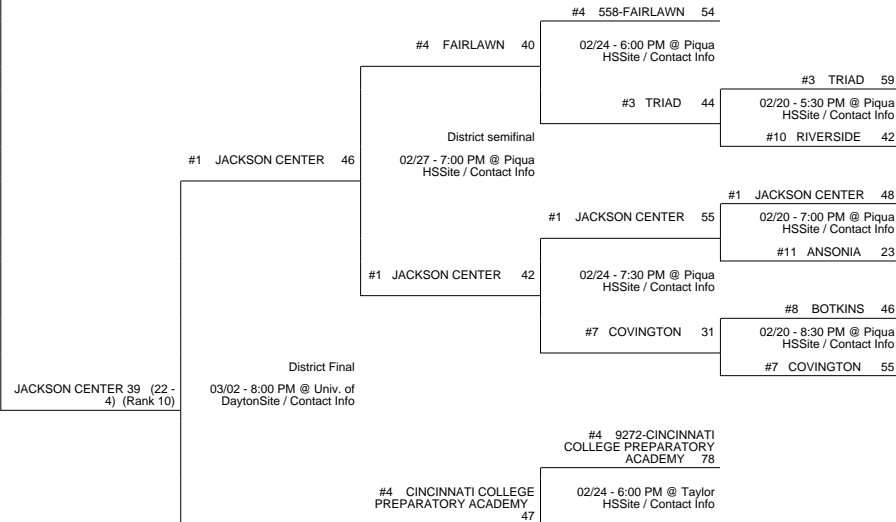 #4 558-FAIRLAWN 54
#4 FAIRLAWN 40
02/24 - 6:00 PM @ Piqua
HSSite / Contact Info
#3 TRIAD 59
#3 TRIAD 44
02/20 - 5:30 PM @ Piqua
HSSite / Contact Info
#10 RIVERSIDE 42
District semifinal
#1 JACKSON CENTER 46
02/27 - 7:00 PM @ Piqua
HSSite / Contact Info
#1 JACKSON CENTER 48
#1 JACKSON CENTER 55
02/20 - 7:00 PM @ Piqua
HSSite / Contact Info
#11 ANSONIA 23
#1 JACKSON CENTER 42
02/24 - 7:30 PM @ Piqua
HSSite / Contact Info
#8 BOTKINS 46
#7 COVINGTON 31
02/20 - 8:30 PM @ Piqua
HSSite / Contact Info
#7 COVINGTON 55
District Final
JACKSON CENTER 39 (22 -
4) (Rank 10)
03/02 - 8:00 PM @ Univ. of
DaytonSite / Contact Info
#4 9272-CINCINNATI
COLLEGE PREPARATORY
ACADEMY 78
#4 CINCINNATI COLLEGE
PREPARATORY ACADEMY
47
02/24 - 6:00 PM @ Taylor
HSSite / Contact Info